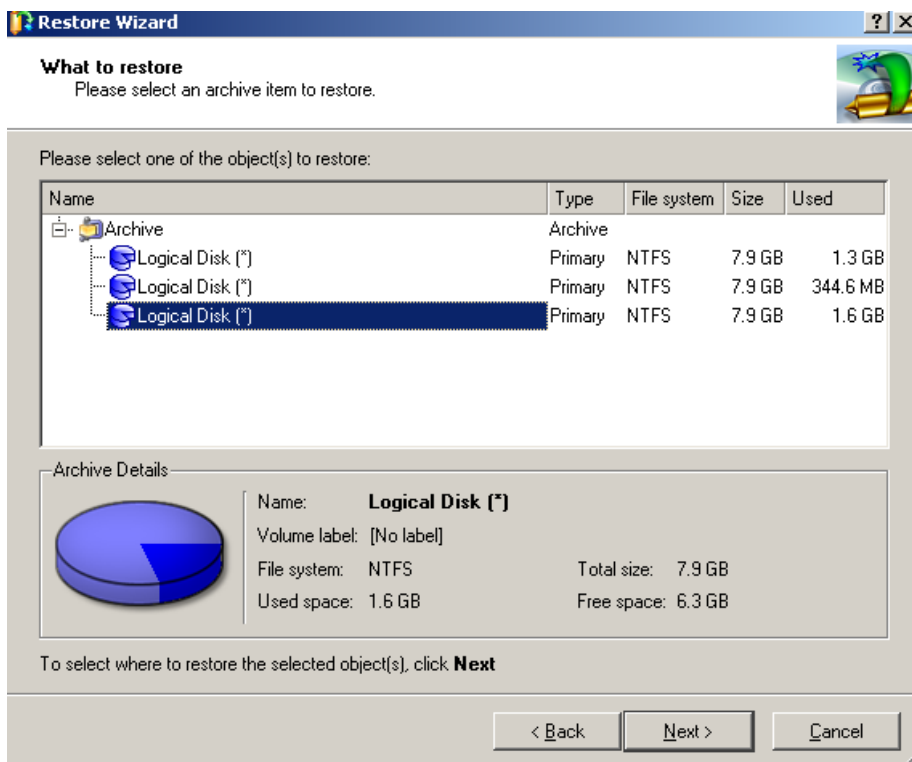 Restore Wizard ? X
What to restore
Please select an archive item to restore.
Please select one of the object(s) to restore:
Name Type File system Size Used
Archive Archive
Logical Disk (*) Primary NTFS 7.9 GB 1.3 GB
Logical Disk (*) Primary NTFS 7.9 GB 344.6 MB
Logical Disk (*) Primary NTFS 7.9 GB 1.6 GB
Archive Details
Name: Logical Disk (*)
Volume label: [No label]
File system: NTFS Total size: 7.9 GB
Used space: 1.6 GB Free space: 6.3 GB
To select where to restore the selected object(s), click Next
< Back Next > Cancel